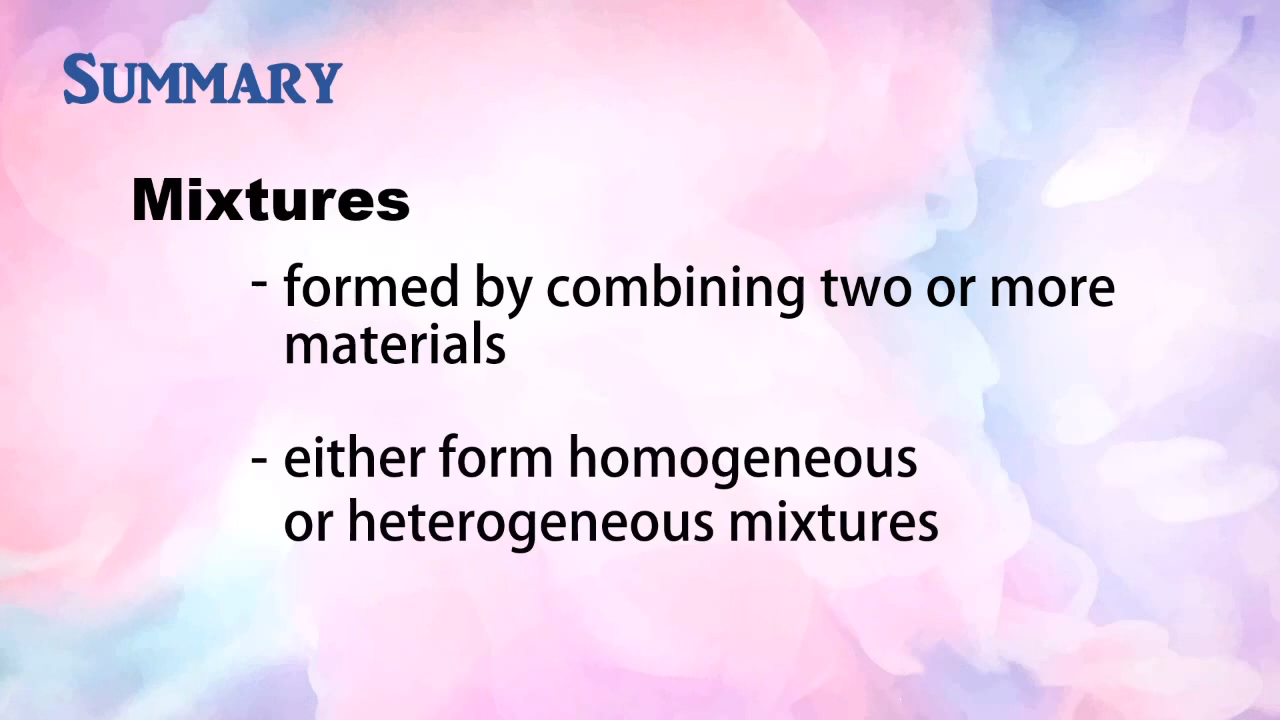 SUMMARY
Mixtures
- formed by combining two or more
materials
- either form homogeneous
or heterogeneous mixtures